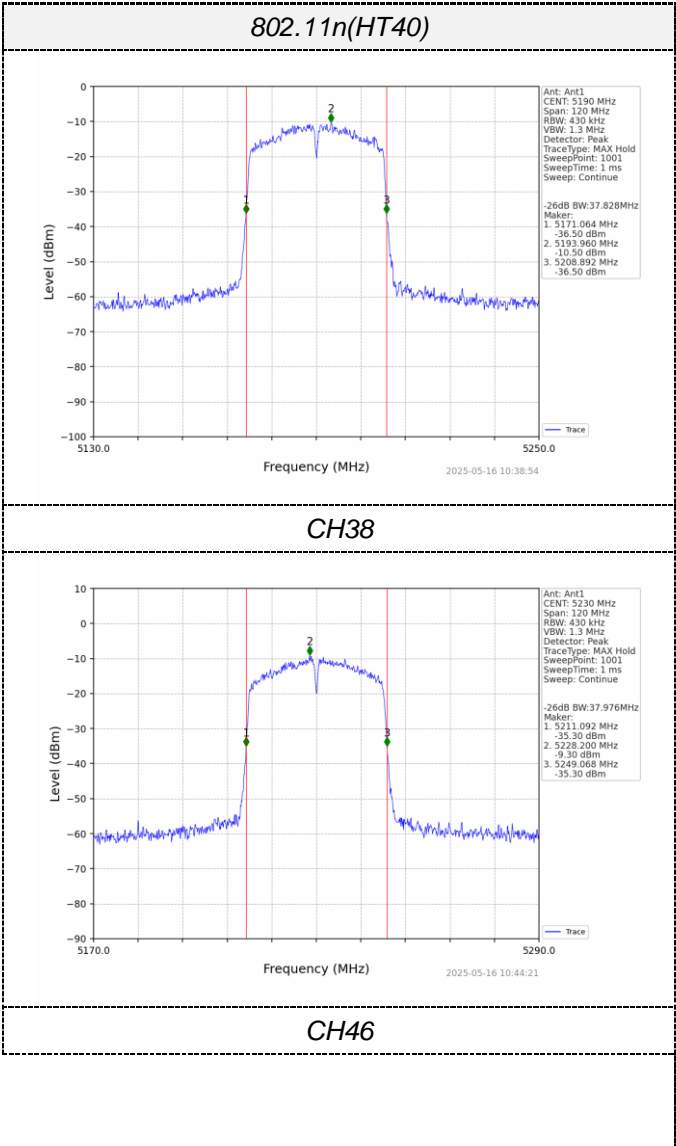 802.11n(HT40)
0
−10
−20
−30
−40
−50
−60
−70
−80
−90
−100
Level (dBm)
1
2
3
5130.0
5250.0
Frequency (MHz)
2025-05-16 10:38:54
Ant: Ant1
CENT: 5190 MHz
Span: 120 MHz
RBW: 430 kHz
VBW: 1.3 MHz
Detector: Peak
TraceType: MAX Hold
SweepPoint: 1001
SweepTime: 1 ms
Sweep: Continue
-26dB BW:37.828MHz
Maker:
1. 5171.064 MHz
-36.50 dBm
2. 5193.960 MHz
-10.50 dBm
3. 5208.892 MHz
-36.50 dBm
Trace
CH38
10
0
−10
−20
−30
−40
−50
−60
−70
−80
−90
Level (dBm)
1
2
3
5170.0
5290.0
Frequency (MHz)
2025-05-16 10:44:21
Ant: Ant1
CENT: 5230 MHz
Span: 120 MHz
RBW: 430 kHz
VBW: 1.3 MHz
Detector: Peak
TraceType: MAX Hold
SweepPoint: 1001
SweepTime: 1 ms
Sweep: Continue
-26dB BW:37.976MHz
Maker:
1. 5211.092 MHz
-35.30 dBm
2. 5228.200 MHz
-9.30 dBm
3. 5249.068 MHz
-35.30 dBm
Trace
CH46